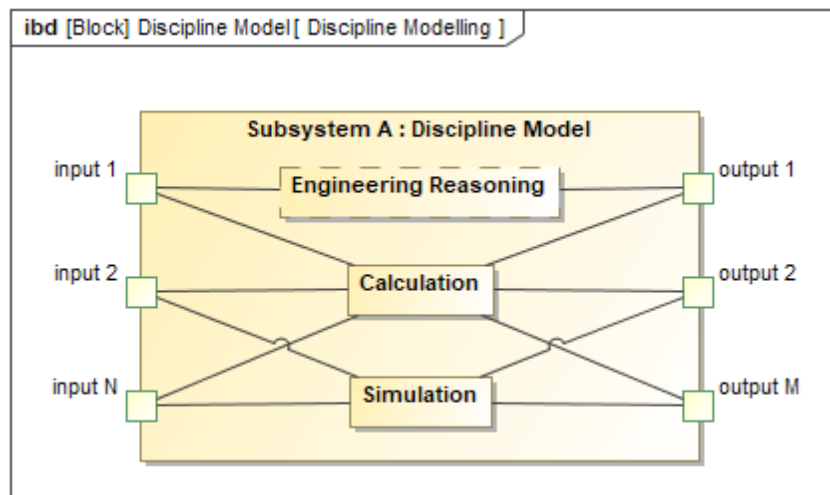 ibd [Block] Discipline Model[ Discipline Modelling ]
Subsystem A : Discipline Model
input 1
Engineering Reasoning
output 1
input 2
Calculation
output 2
input N
Simulation
output M